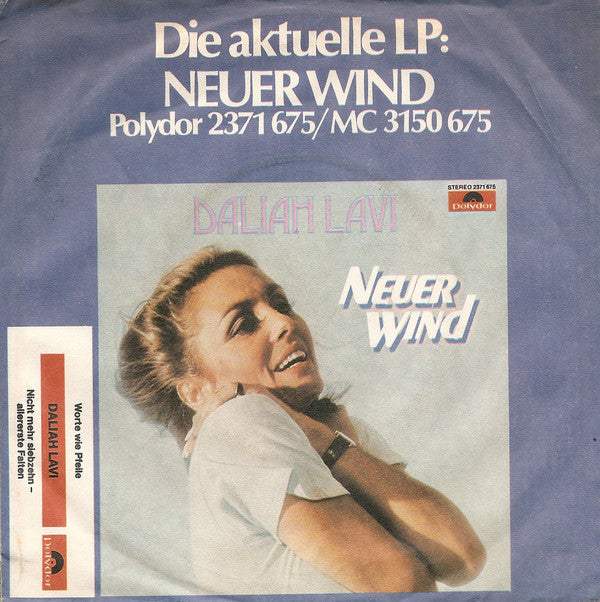 Die aktuelle LP:
NEUER WIND
Polydor 2371 675/MC 3150 675
STEREO 2371 675
Polydor
DALIAH LAVI
NEUER
WIND
Worte wie Pfeile
DALIAH LAVI
Nicht mehr siebzehn –
allererste Falten
Polydor